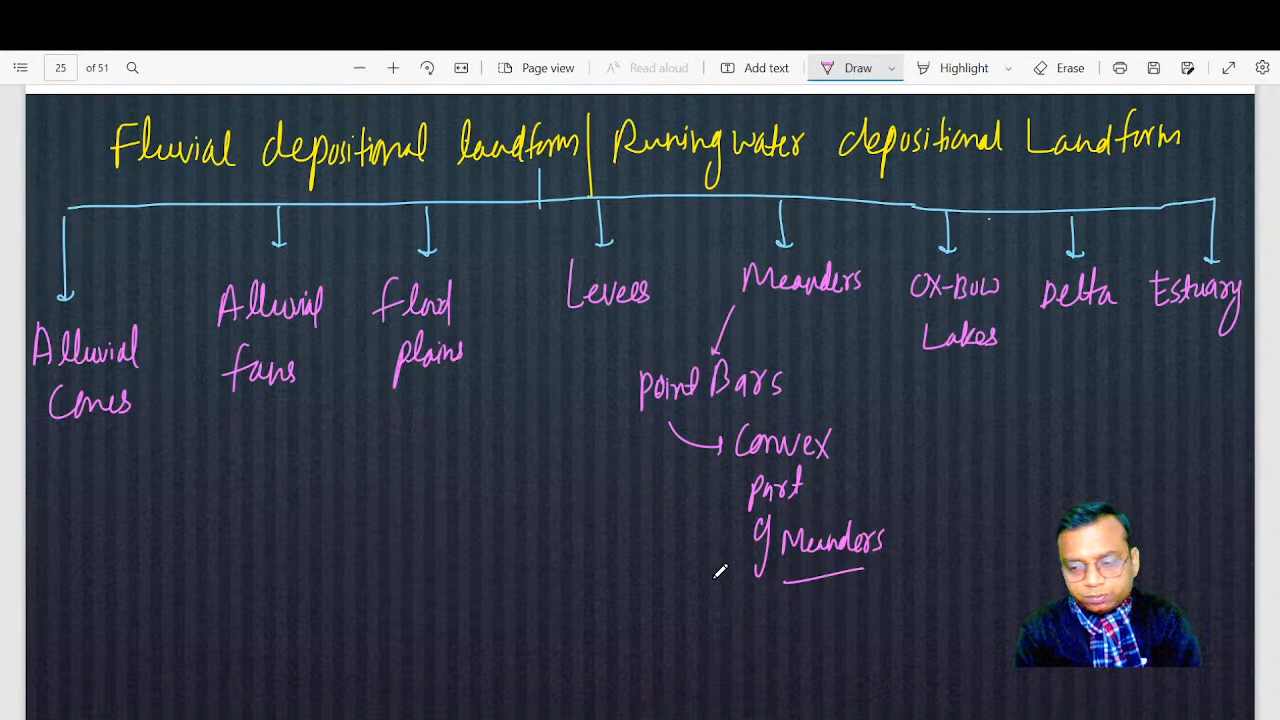 25 of 51
Page view
Read aloud
Add text
Draw
Highlight
Erase
Fluvial depositional landform / Runing water depositional Landform
Alluvial Cones
Alluvial fans
Flood plains
Levees
Meanders
OX-BOW Lakes
Delta
Estuary
Point Bars
Convex
part
of Meanders